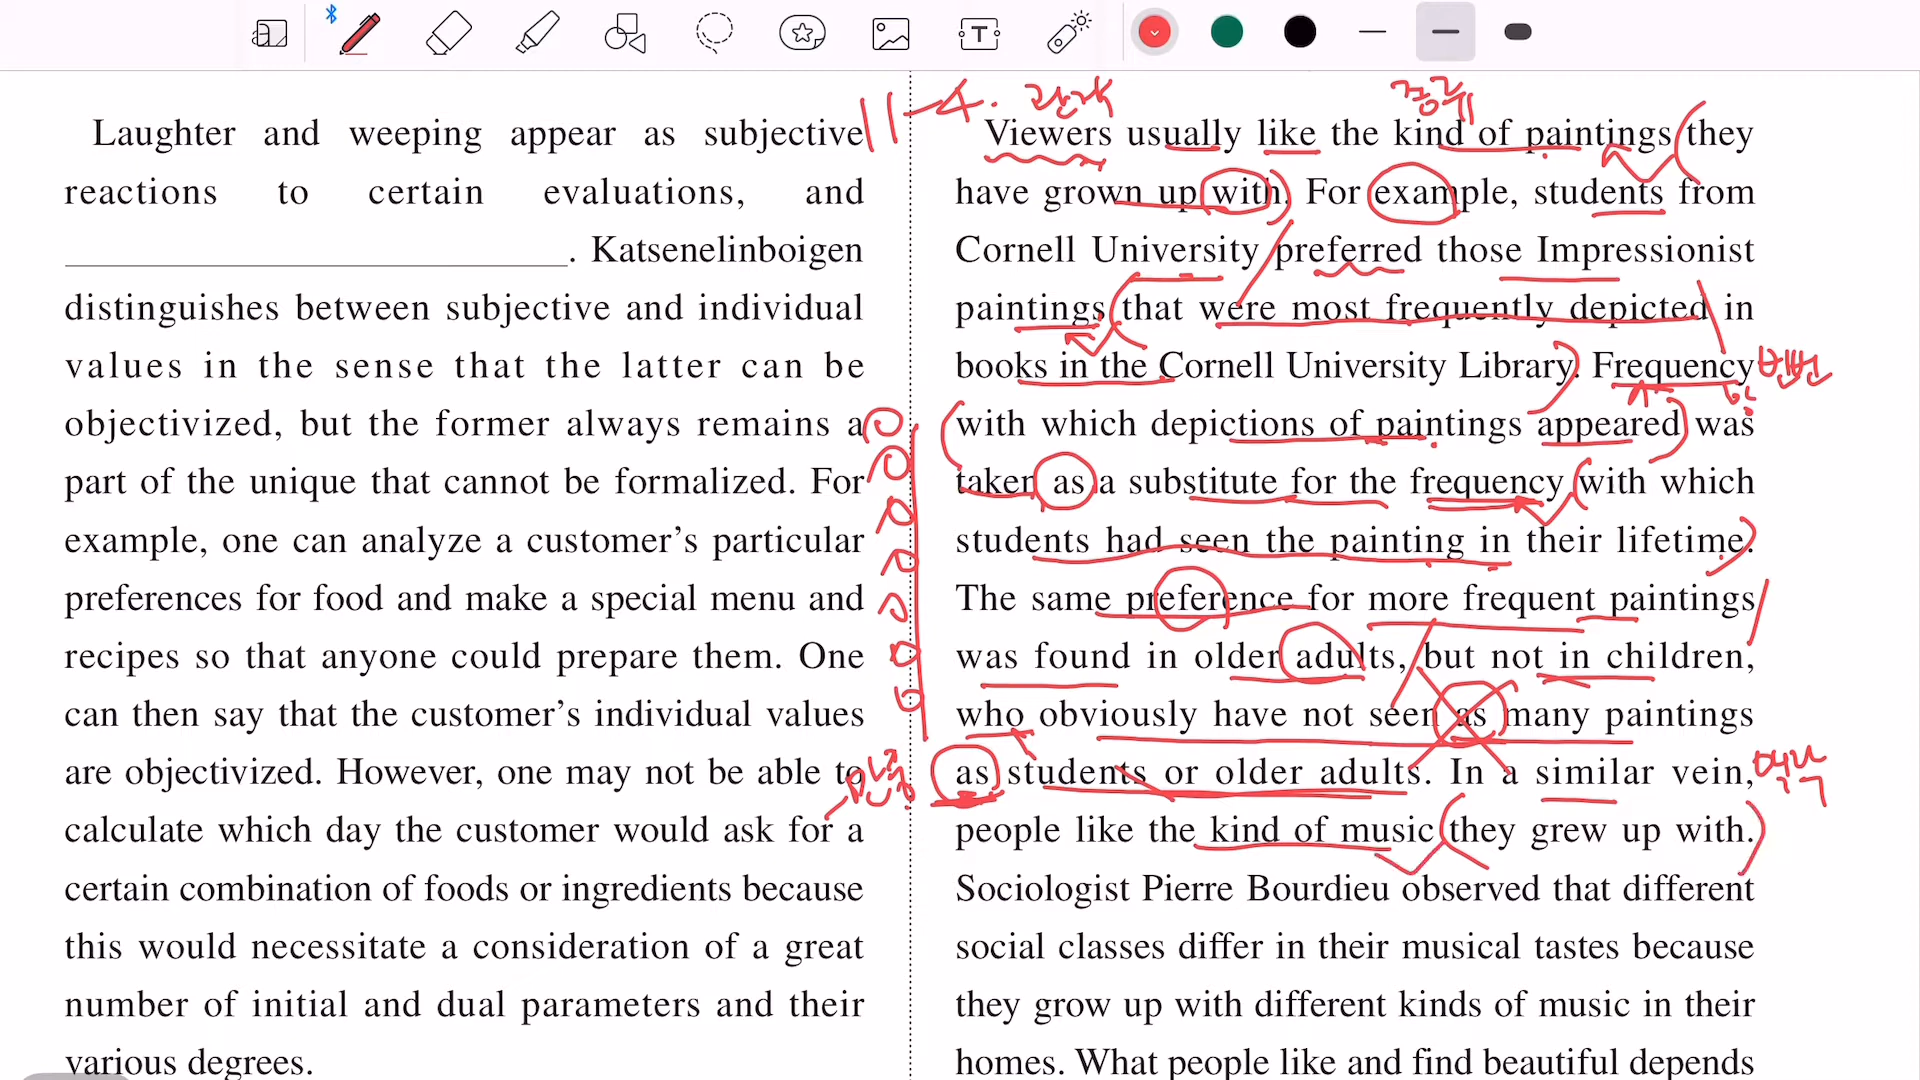 Laughter and weeping appear as subjective
reactions to certain evaluations, and
______________________. Katsenelinboigen
distinguishes between subjective and individual
values in the sense that the latter can be
objectivized, but the former always remains a
part of the unique that cannot be formalized. For
example, one can analyze a customer’s particular
preferences for food and make a special menu and
recipes so that anyone could prepare them. One
can then say that the customer’s individual values
are objectivized. However, one may not be able to
calculate which day the customer would ask for a
certain combination of foods or ingredients because
this would necessitate a consideration of a great
number of initial and dual parameters and their
various degrees.
11-4.
Viewers usually like the kind of paintings they
have grown up with. For example, students from
Cornell University preferred those Impressionist
paintings that were most frequently depicted in
books in the Cornell University Library. Frequency
with which depictions of paintings appeared was
taken as a substitute for the frequency with which
students had seen the painting in their lifetime.
The same preference for more frequent paintings
was found in older adults, but not in children,
who obviously have not seen as many paintings
as students or older adults. In a similar vein,
people like the kind of music they grew up with.
Sociologist Pierre Bourdieu observed that different
social classes differ in their musical tastes because
they grow up with different kinds of music in their
homes. What people like and find beautiful depends